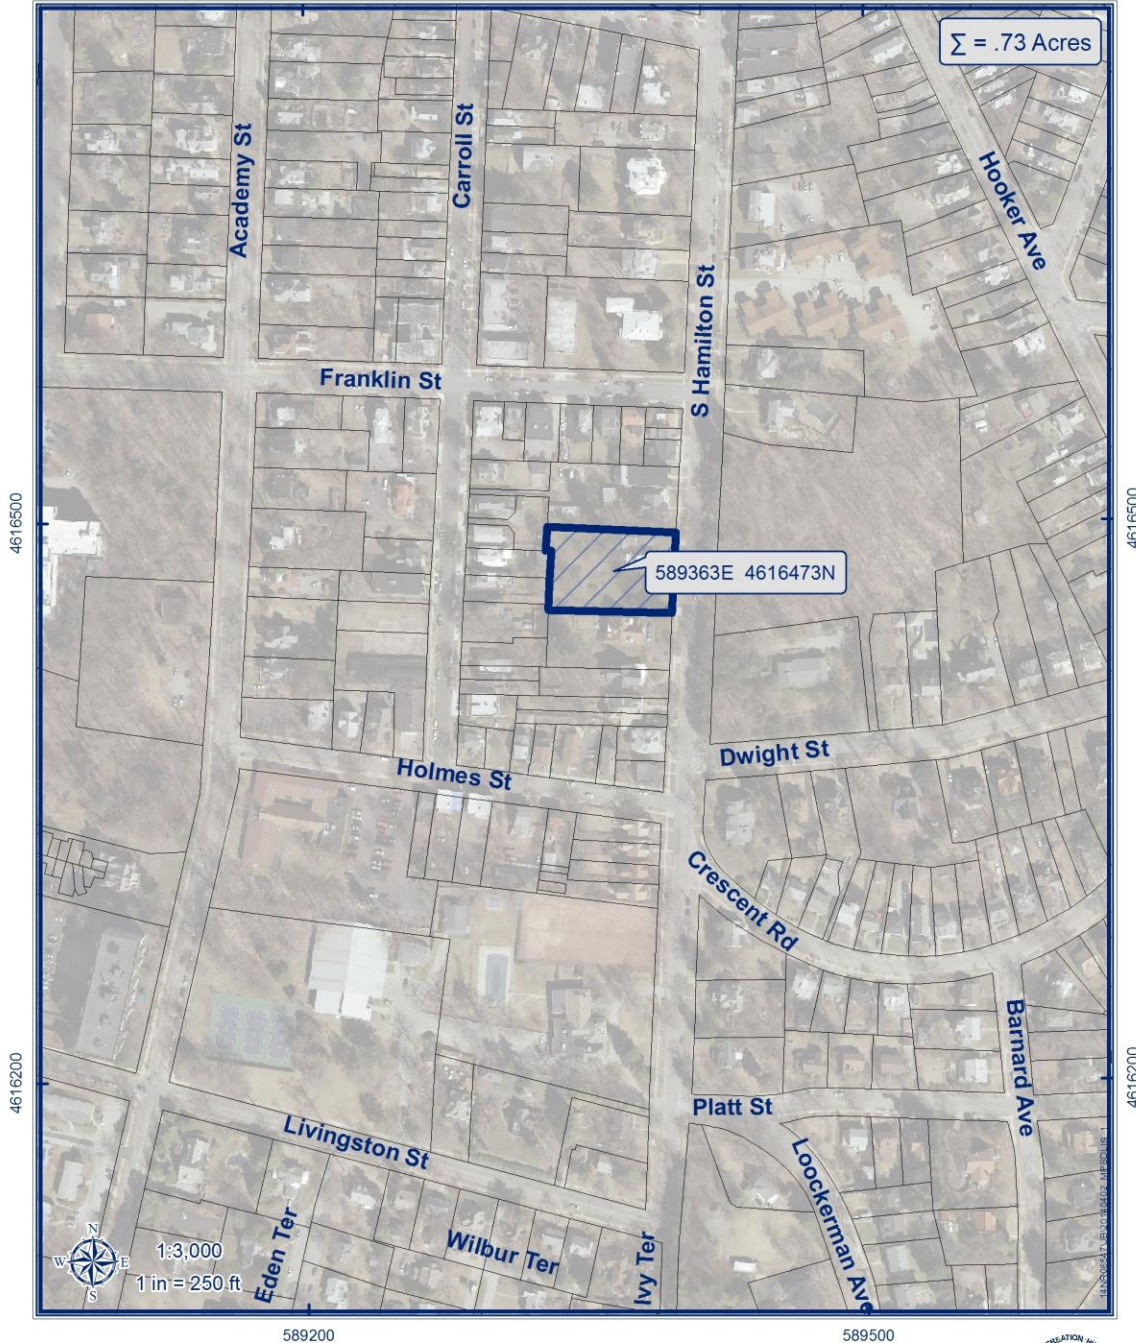 ∑ = .73 Acres
Academy St
Carroll St
Hooker Ave
S Hamilton St
Franklin St
4616500
4616500
589363E 4616473N
Dwight St
Holmes St
Crescent Rd
Barnard Ave
4616200
4616200
Platt St
Livingston St
Loockerman Ave
Eden Ter
Wilbur Ter
Ivy Ter
N
W
E
S
1:3,000
1 in = 250 ft
589200
589500